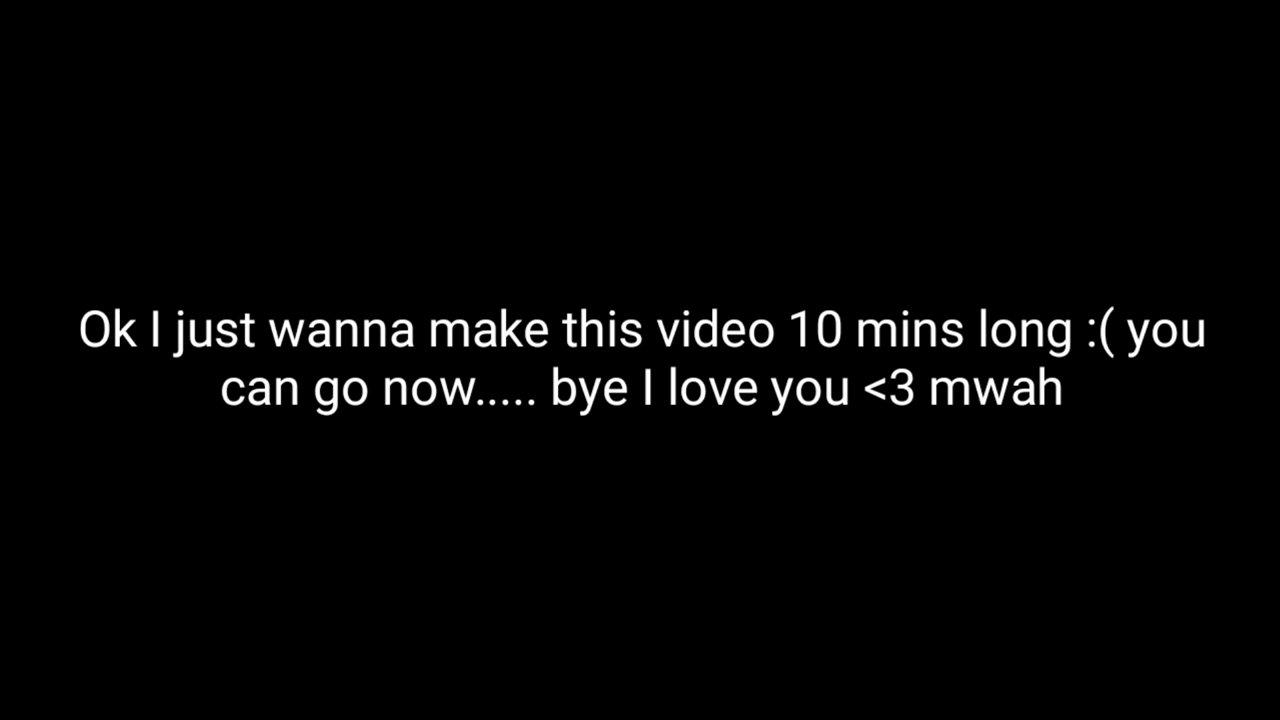 Ok I just wanna make this video 10 mins long :( you
can go now..... bye I love you <3 mwah